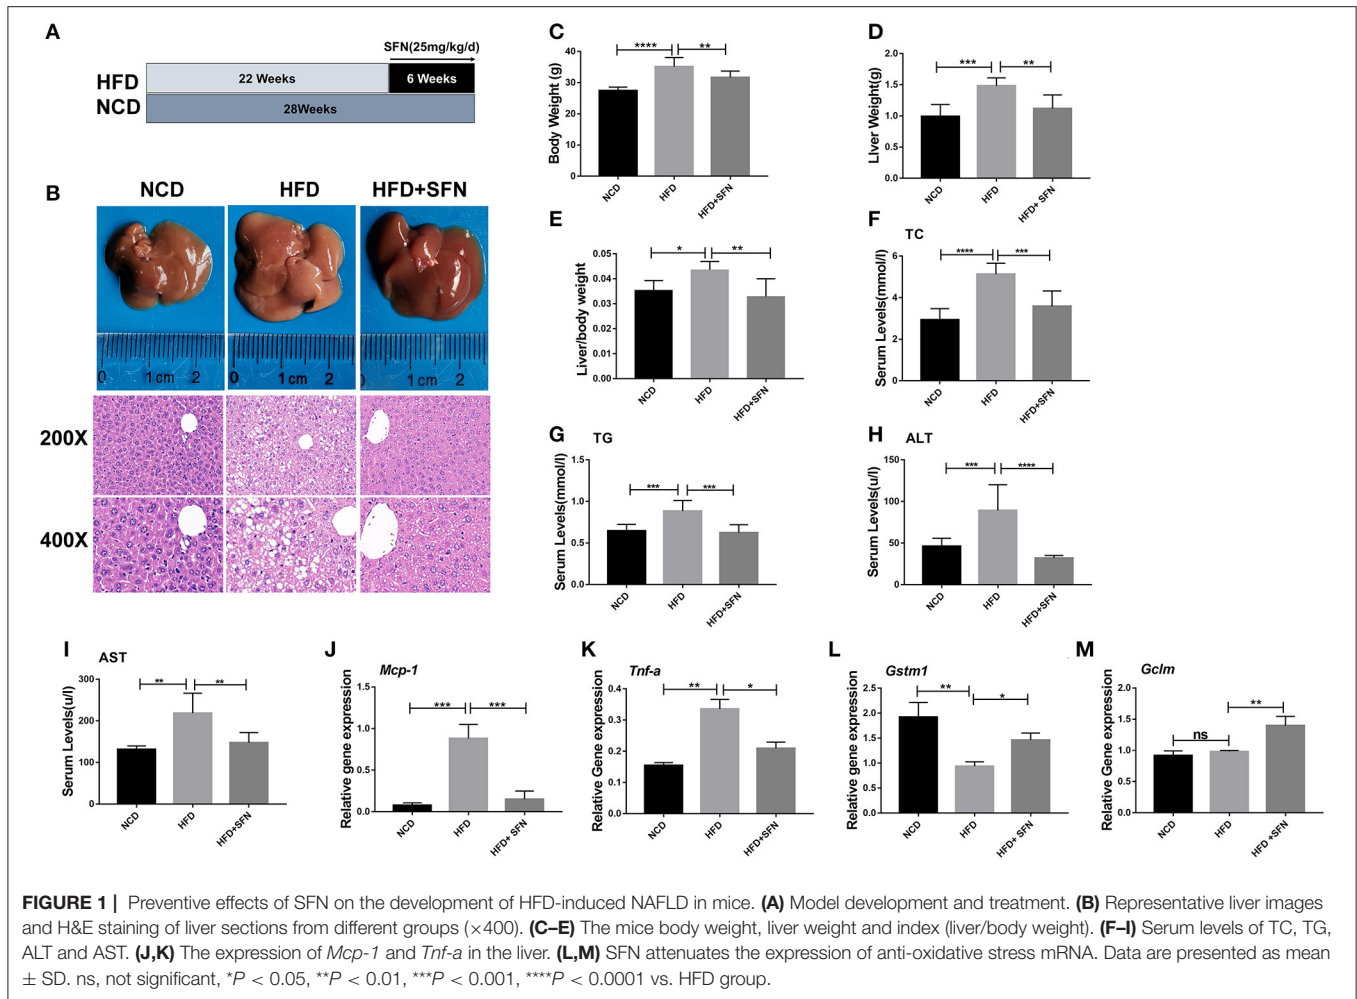 A
SFN(25mg/kg/d)
HFD
22 Weeks
6 Weeks
NCD
28Weeks
B
NCD
HFD
HFD+SFN
0
1cm
2
0
1 cm
2
0
1cm
2
200X
400X
C
Body Weight (g)
40
30
20
10
0
****
**
NCD
HFD
HFD+SFN
D
LIver Weight(g)
2.0
1.5
1.0
0.5
0.0
***
**
NCD
HFD
HFD+ SFN
E
Liver/body weight
0.05
0.04
0.03
0.02
0.01
0.00
*
**
NCD
HFD
HFD+SFN
F
TC
Serum Levels(mmol/l)
6
4
2
0
****
***
NCD
HFD
HFD+SFN
G
TG
Serum Levels(mmol/l)
1.5
1.0
0.5
0.0
***
***
NCD
HFD
HFD+SFN
H
ALT
Serum Levels(u/l)
150
100
50
0
***
****
NCD
HFD
HFD+SFN
I
AST
Serum Levels(u/l)
300
200
100
0
**
**
NCD
HFD
HFD+SFN
J
Mcp-1
Relative gene expression
1.5
1.0
0.5
0.0
***
***
NCD
HFD
HFD+ SFN
K
Tnf-a
Relative Gene expression
0.4
0.3
0.2
0.1
0.0
**
*
NCD
HFD
HFD+SFN
L
Gstm1
Relative gene expression
2.5
2.0
1.5
1.0
0.5
0.0
**
*
NCD
HFD
HFD+ SFN
M
Gclm
Relative Gene expression
2.0
1.5
1.0
0.5
0.0
ns
**
NCD
HFD
HFD +SFN
FIGURE 1 | Preventive effects of SFN on the development of HFD-induced NAFLD in mice. (A) Model development and treatment. (B) Representative liver images
and H&E staining of liver sections from different groups (×400). (C–E) The mice body weight, liver weight and index (liver/body weight). (F–I) Serum levels of TC, TG,
ALT and AST. (J,K) The expression of Mcp-1 and Tnf-a in the liver. (L,M) SFN attenuates the expression of anti-oxidative stress mRNA. Data are presented as mean
± SD. ns, not significant, *P < 0.05, **P < 0.01, ***P < 0.001, ****P < 0.0001 vs. HFD group.